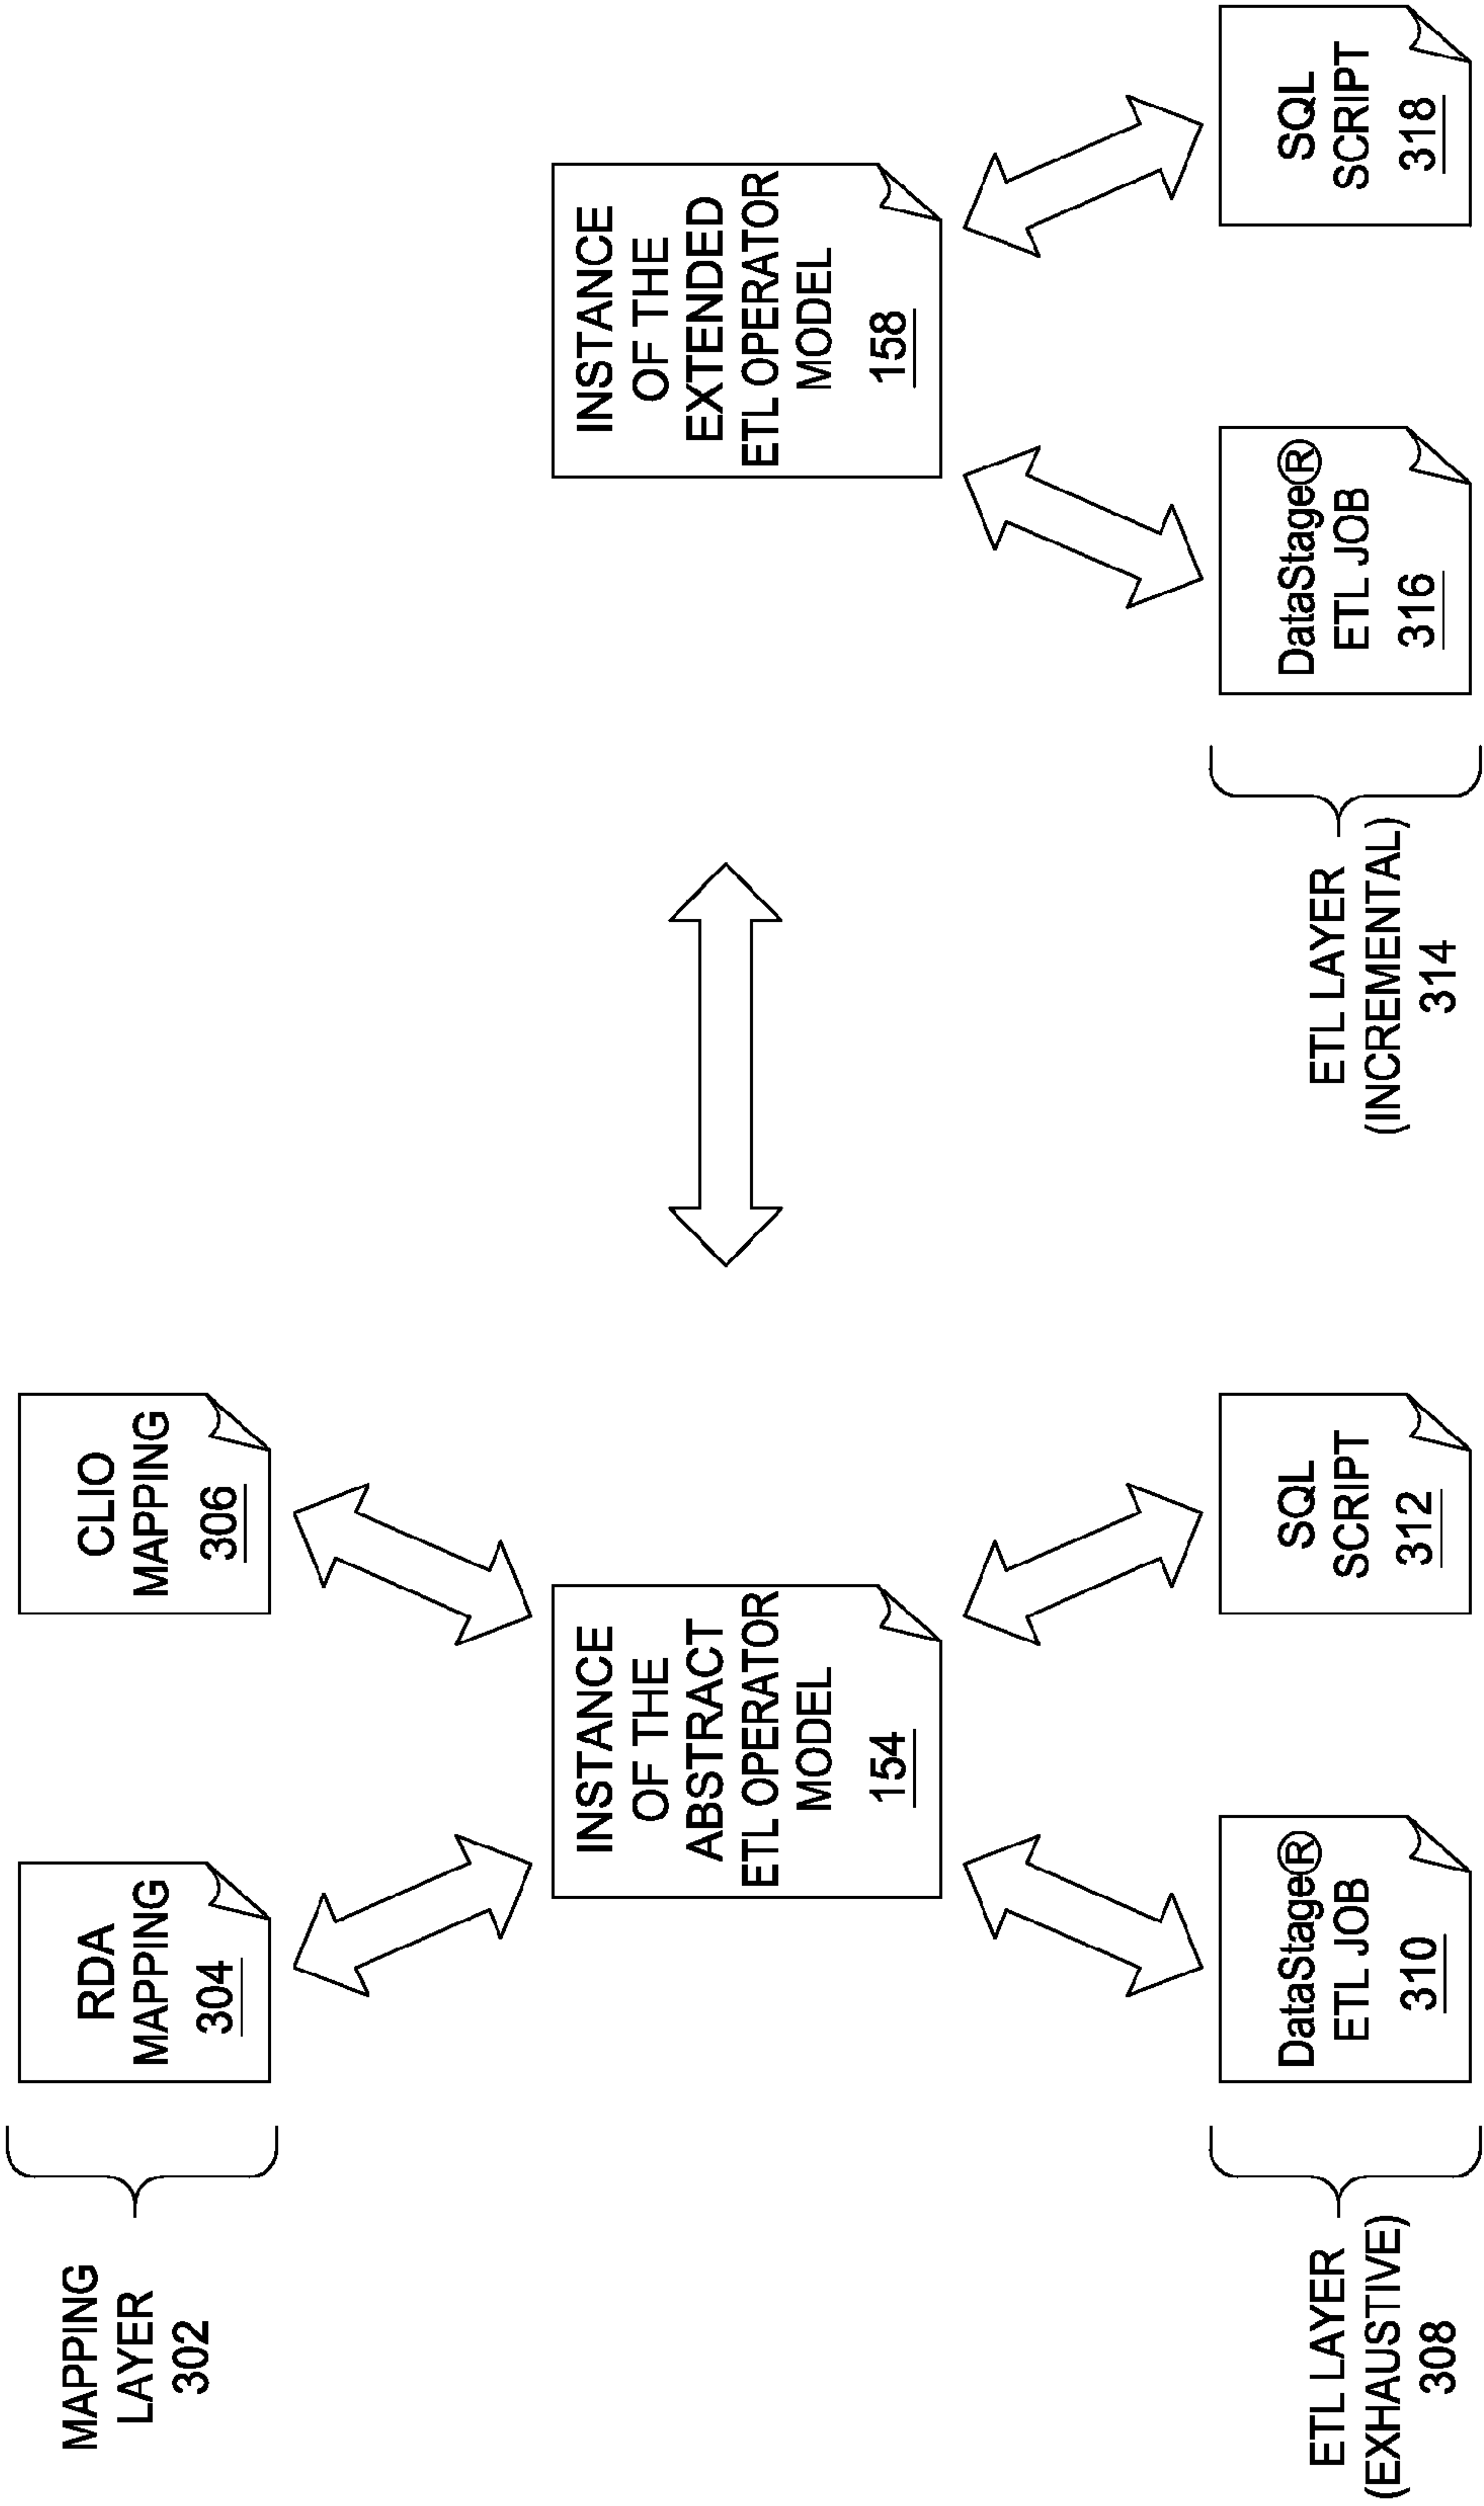 MAPPING
LAYER
302
RDA
MAPPING
304
CLIO
MAPPING
306
INSTANCE
OF THE
ABSTRACT
ETL OPERATOR
MODEL
154
INSTANCE
OF THE
EXTENDED
ETL OPERATOR
MODEL
158
ETL LAYER
(EXHAUSTIVE)
308
DataStage®
ETL JOB
310
SQL
SCRIPT
312
ETL LAYER
(INCREMENTAL)
314
DataStage®
ETL JOB
316
SQL
SCRIPT
318